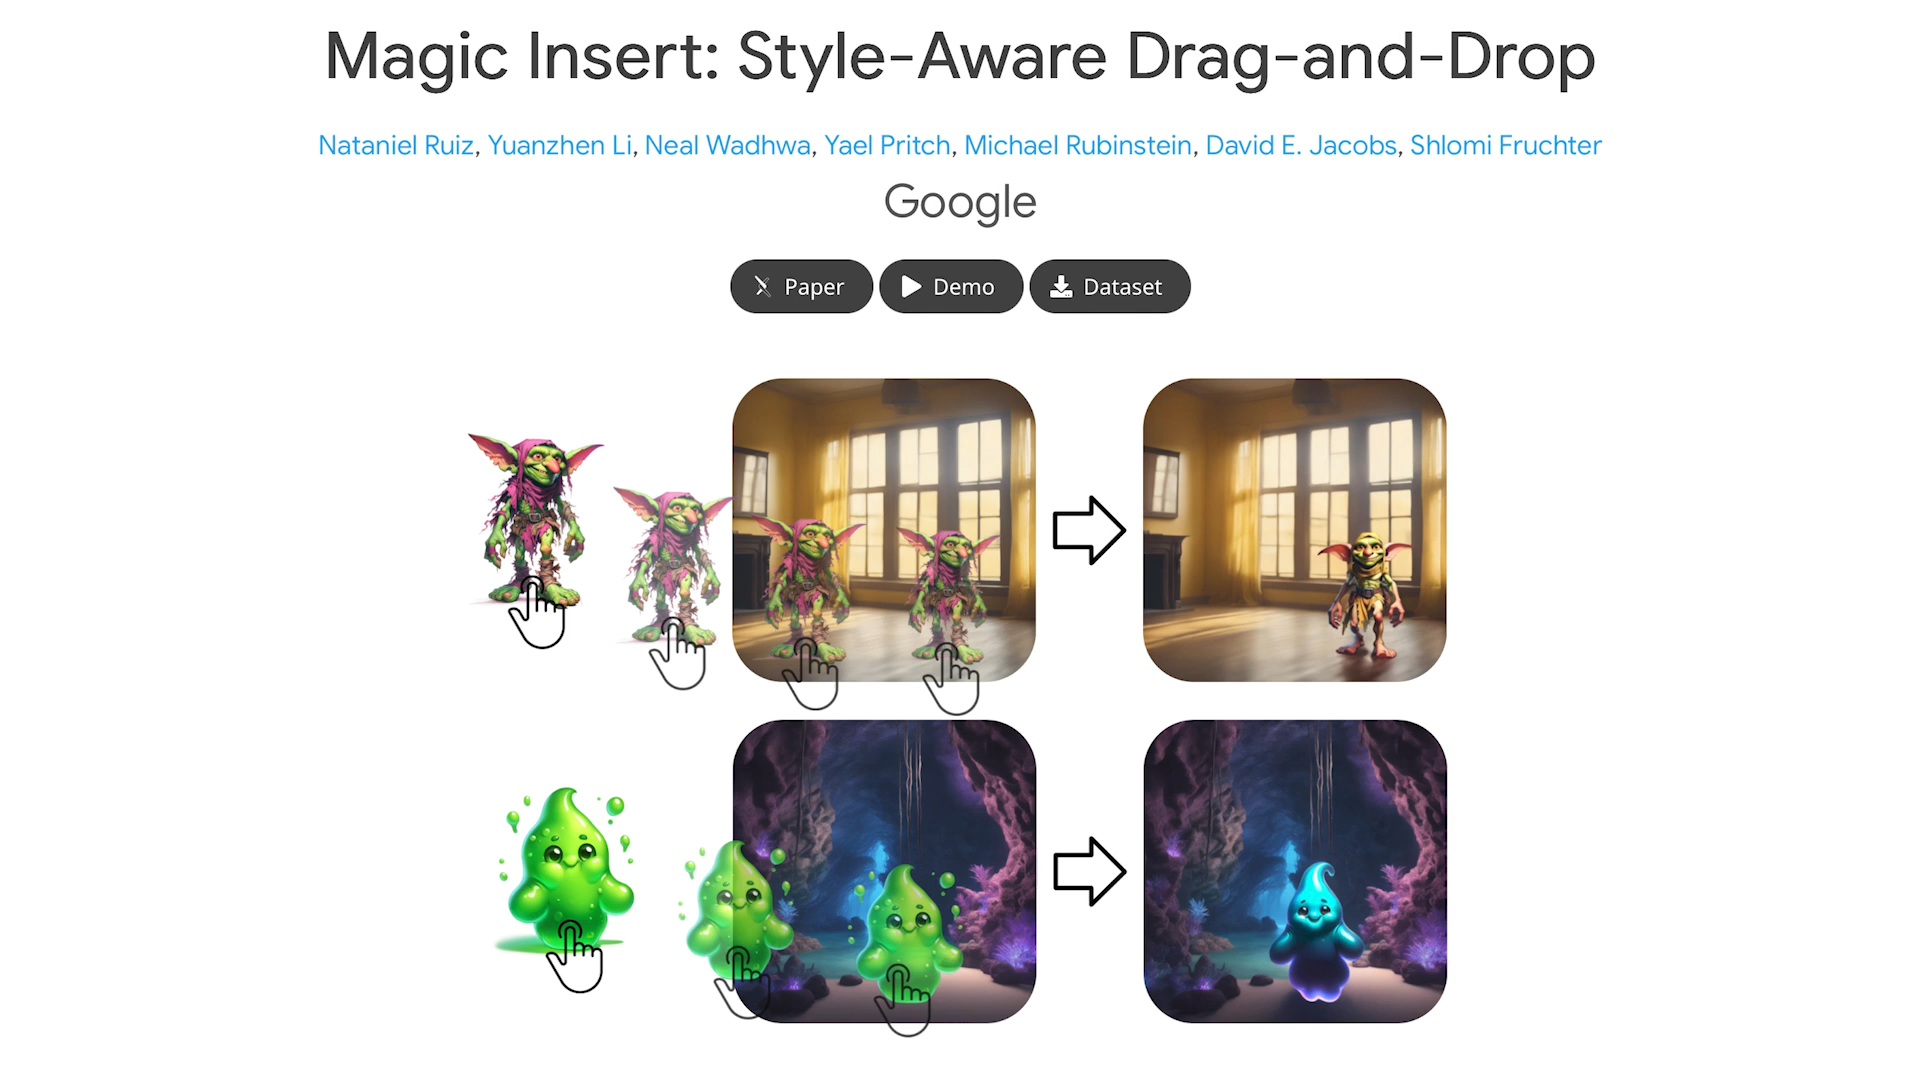 Magic Insert: Style-Aware Drag-and-Drop
Nataniel Ruiz, Yuanzhen Li, Neal Wadhwa, Yael Pritch, Michael Rubinstein, David E. Jacobs, Shlomi Fruchter
Google
Paper Demo Dataset